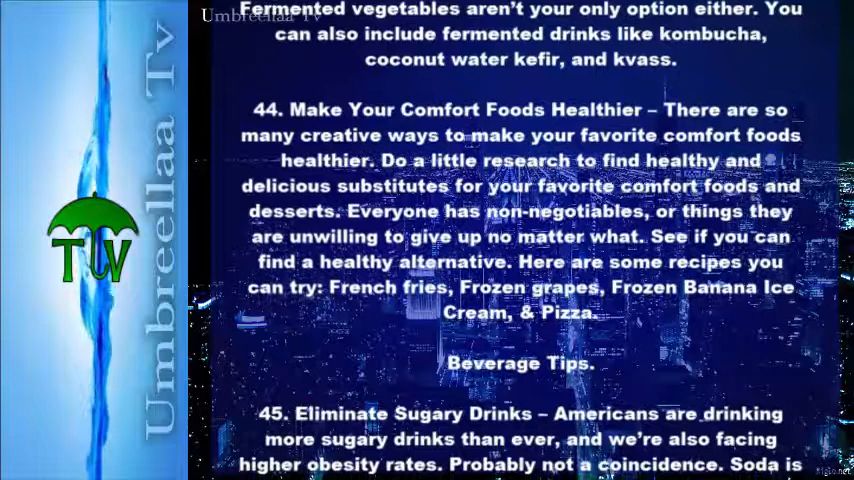 Umbreellaa Tv
TV
Umbreellaa Tv
Fermented vegetables aren't your only option either. You
can also include fermented drinks like kombucha,
coconut water kefir, and kvass.
44. Make Your Comfort Foods Healthier – There are so
many creative ways to make your favorite comfort foods
healthier. Do a little research to find healthy and
delicious substitutes for your favorite comfort foods and
desserts. Everyone has non-negotiables, or things they
are unwilling to give up no matter what. See if you can
find a healthy alternative. Here are some recipes you
can try: French fries, Frozen grapes, Frozen Banana Ice
Cream, & Pizza.
Beverage Tips.
45. Eliminate Sugary Drinks – Americans are drinking
more sugary drinks than ever, and we're also facing
higher obesity rates. Probably not a coincidence. Soda is